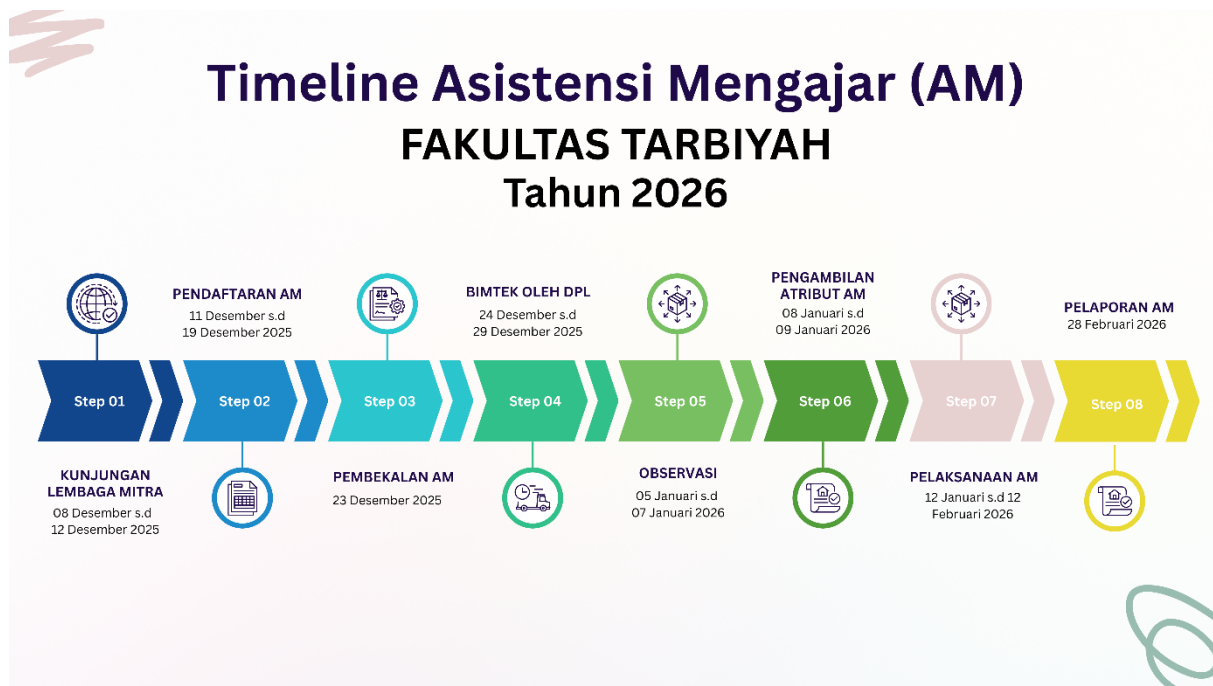 Timeline Asistensi Mengajar (AM)
FAKULTAS TARBIYAH
Tahun 2026
Step 01
KUNJUNGAN
LEMBAGA MITRA
08 Desember s.d
12 Desember 2025
PENDAFTARAN AM
11 Desember s.d
19 Desember 2025
Step 02
Step 03
PEMBEKALAN AM
23 Desember 2025
BIMTEK OLEH DPL
24 Desember s.d
29 Desember 2025
Step 04
Step 05
OBSERVASI
05 Januari s.d
07 Januari 2026
PENGAMBILAN
ATRIBUT AM
08 Januari s.d
09 Januari 2026
Step 06
Step 07
PELAKSANAAN AM
12 Januari s.d 12
Februari 2026
PELAPORAN AM
28 Februari 2026
Step 08